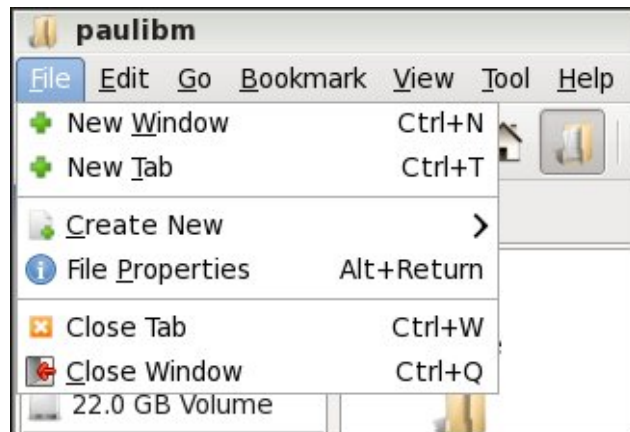 paulibm
File Edit Go Bookmark View Tool Help
New Window Ctrl+N
New Tab Ctrl+T
Create New
File Properties Alt+Return
Close Tab Ctrl+W
Close Window Ctrl+Q
22.0 GB Volume